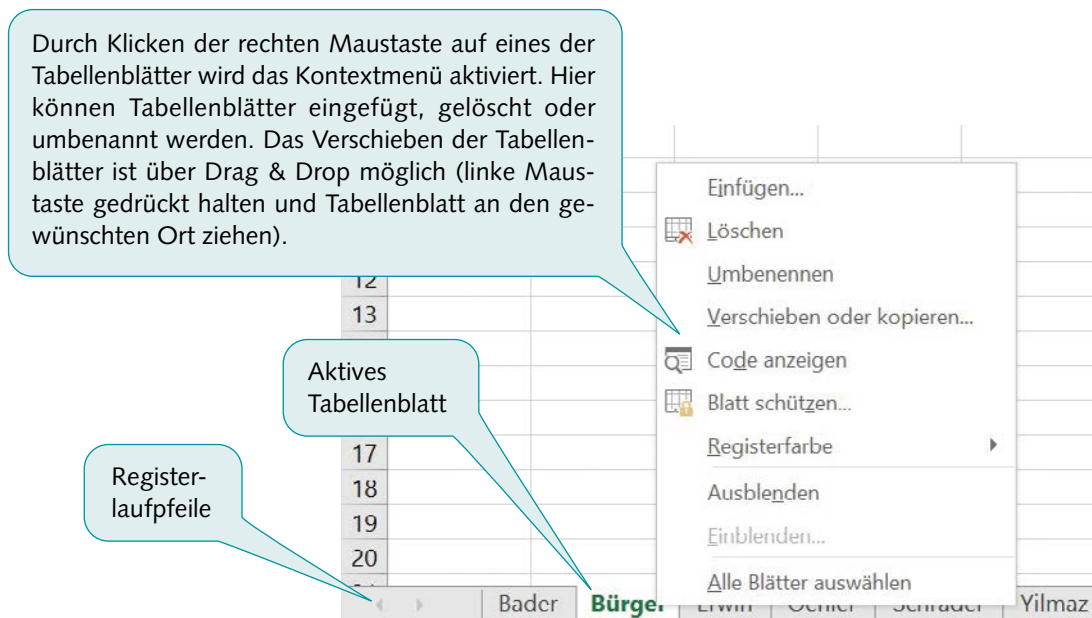 Durch Klicken der rechten Maustaste auf eines der
Tabellenblätter wird das Kontextmenü aktiviert. Hier
können Tabellenblätter eingefügt, gelöscht oder
umbenannt werden. Das Verschieben der Tabellen-
blätter ist über Drag & Drop möglich (linke Maus-
taste gedrückt halten und Tabellenblatt an den ge-
wünschten Ort ziehen).
Einfügen...
Löschen
Umbenennen
Verschieben oder kopieren...
Code anzeigen
Blatt schützen...
Registerfarbe
Ausblenden
Einblenden...
Alle Blätter auswählen
12
13
Aktives
Tabellenblatt
17
18
19
20
Register-
laufpfeile
Bader Bürger Erwin Oehler Schrader Yilmaz